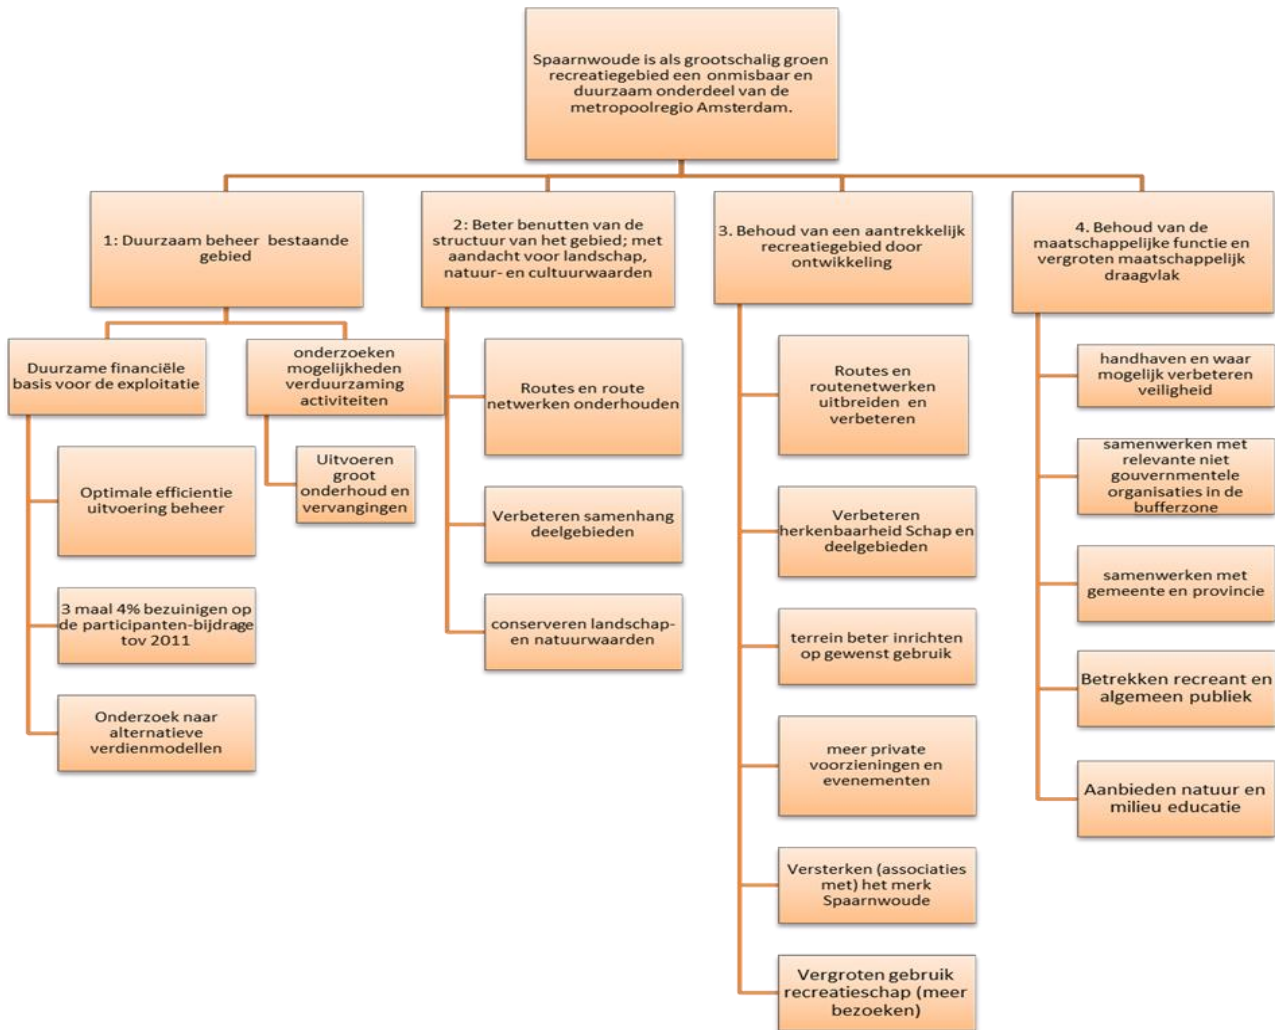 Spaarnwoude is als grootschalig groen
recreatiegebied een onmisbaar en
duurzaam onderdeel van de
metropoolregio Amsterdam.
1: Duurzaam beheer bestaande
gebied
Duurzame financiële
basis voor de exploitatie
Optimale efficientie
uitvoering beheer
3 maal 4% bezuinigen op
de participanten-bijdrage
tov 2011
Onderzoek naar
alternatieve
verdienmodellen
onderzoeken
mogelijkheden
verduurzaming
activiteiten
Uitvoeren
groot
onderhoud en
vervangingen
2: Beter benutten van de
structuur van het gebied; met
aandacht voor landschap,
natuur- en cultuurwaarden
Routes en route
netwerken onderhouden
Verbeteren samenhang
deelgebieden
conserveren landschap-
en natuurwaarden
3. Behoud van een aantrekkelijk
recreatiegebied door
ontwikkeling
Routes en
routenetwerken
uitbreiden en
verbeteren
Verbeteren
herkenbaarheid Schap en
deelgebieden
terrein beter inrichten
op gewenst gebruik
meer private
voorzieningen en
evenementen
Versterken (associaties
met) het merk
Spaarnwoude
Vergroten gebruik
recreatieschap (meer
bezoeken)
4. Behoud van de
maatschappelijke functie en
vergroten maatschappelijk
draagvlak
handhaven en waar
mogelijk verbeteren
veiligheid
samenwerken met
relevante niet
gouvernmentele
organisaties in de
bufferzone
samenwerken met
gemeente en provincie
Betrekken recreant en
algemeen publiek
Aanbieden natuur en
milieu educatie